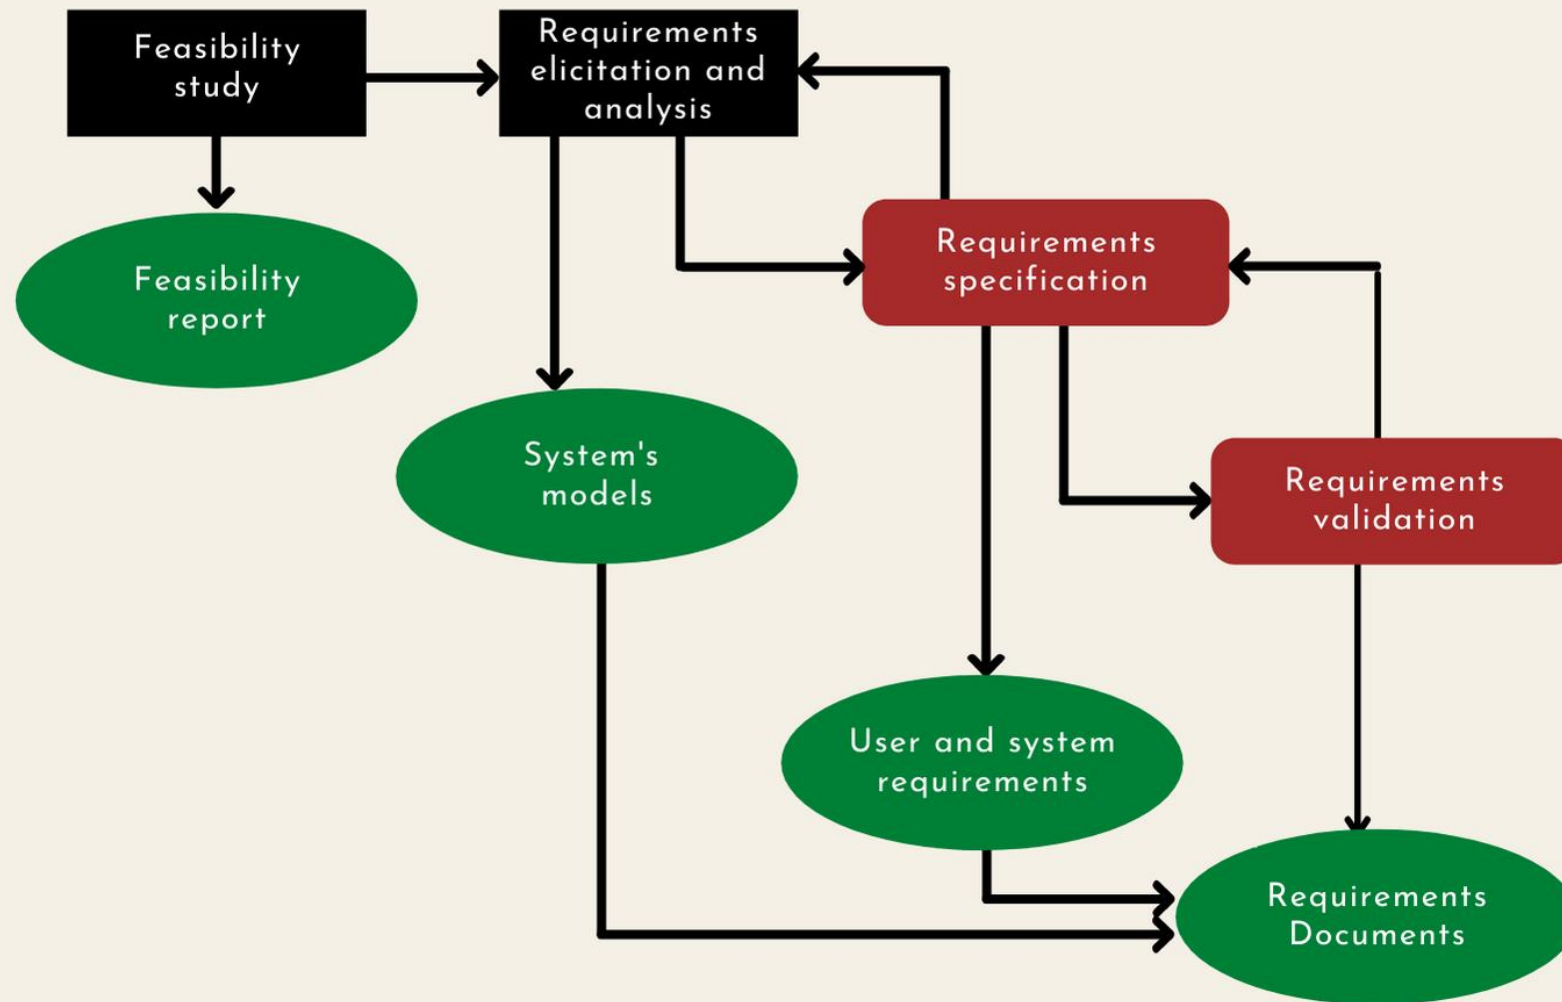 Feasibility
study
Requirements
elicitation and
analysis
Requirements
specification
Feasibility
report
System's
models
Requirements
validation
User and system
requirements
Requirements
Documents